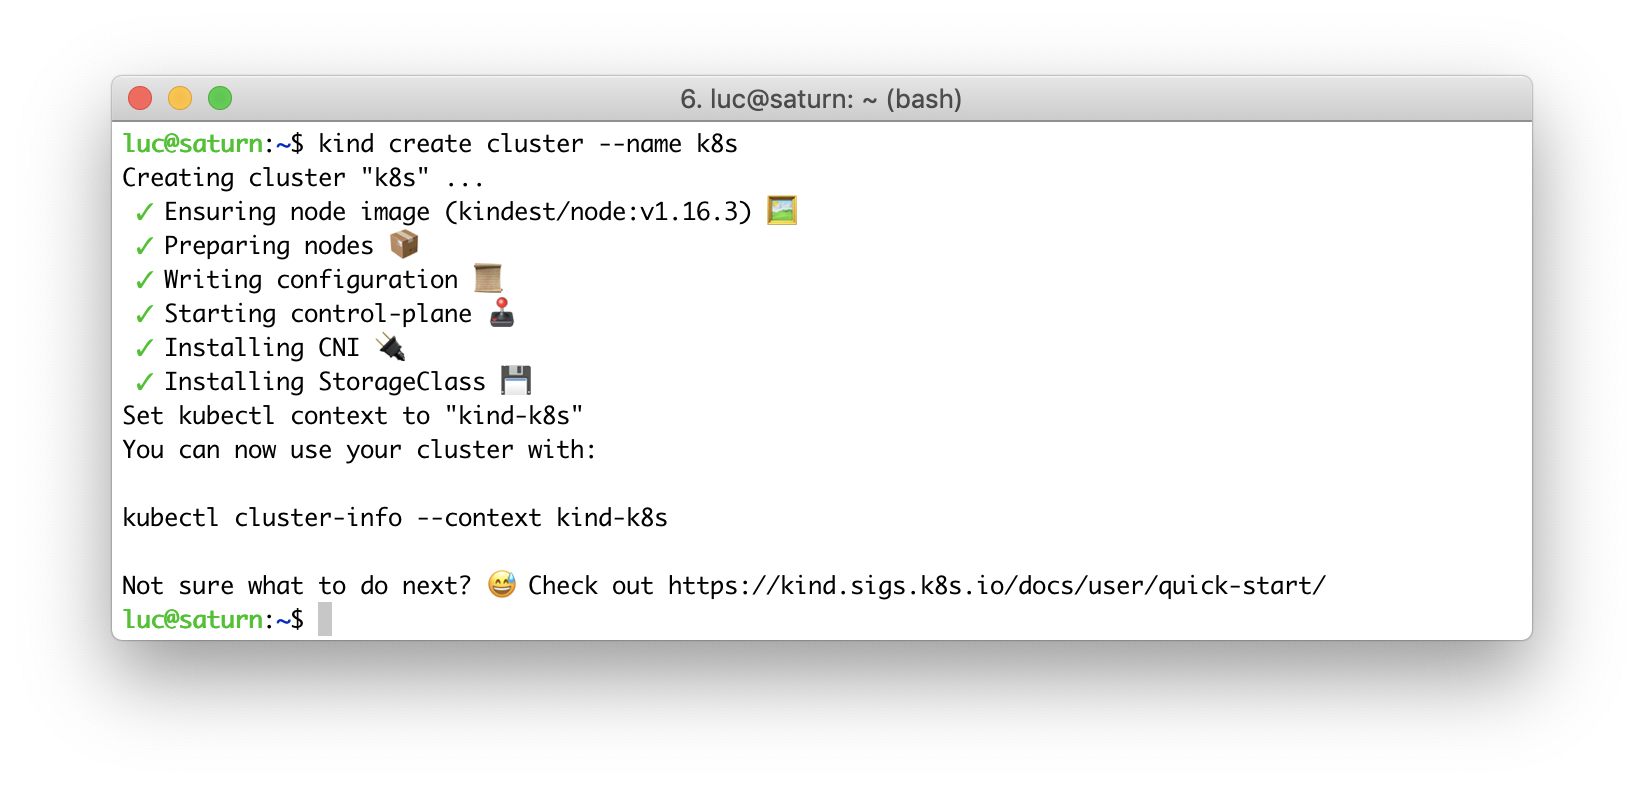 6. luc@saturn: ~ (bash)
luc@saturn:~$ kind create cluster --name k8s
Creating cluster "k8s" ...
✓ Ensuring node image (kindest/node:v1.16.3) 🖼
✓ Preparing nodes 📦
✓ Writing configuration 📜
✓ Starting control-plane 🕹️
✓ Installing CNI 🔌
✓ Installing StorageClass 💾
Set kubectl context to "kind-k8s"
You can now use your cluster with:
kubectl cluster-info --context kind-k8s
Not sure what to do next? 😅 Check out https://kind.sigs.k8s.io/docs/user/quick-start/
luc@saturn:~$